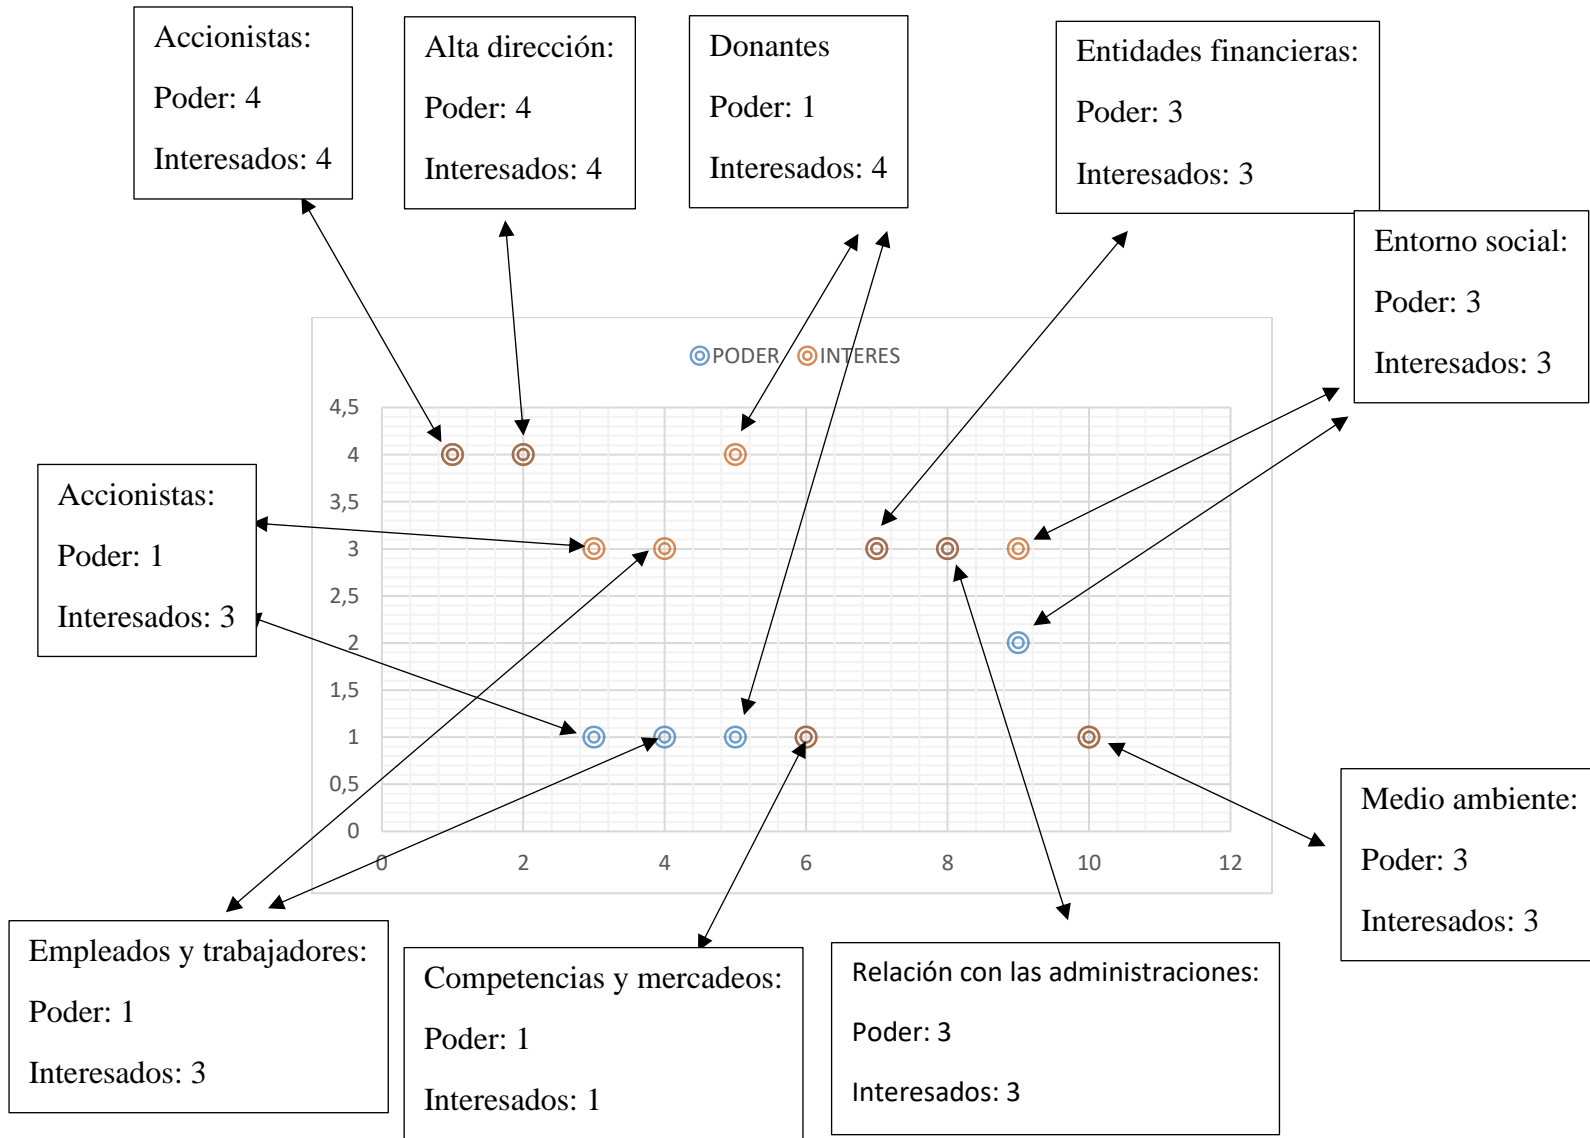 Accionistas:
Poder: 4
Interesados: 4
Alta dirección:
Poder: 4
Interesados: 4
Donantes
Poder: 1
Interesados: 4
Entidades financieras:
Poder: 3
Interesados: 3
Entorno social:
Poder: 3
Interesados: 3
PODER INTERES
4,5
4
3,5
3
2,5
2
1,5
1
0,5
0
0 2 4 6 8 10 12
Accionistas:
Poder: 1
Interesados: 3
Medio ambiente:
Poder: 3
Interesados: 3
Empleados y trabajadores:
Poder: 1
Interesados: 3
Competencias y mercadeos:
Poder: 1
Interesados: 1
Relación con las administraciones:
Poder: 3
Interesados: 3